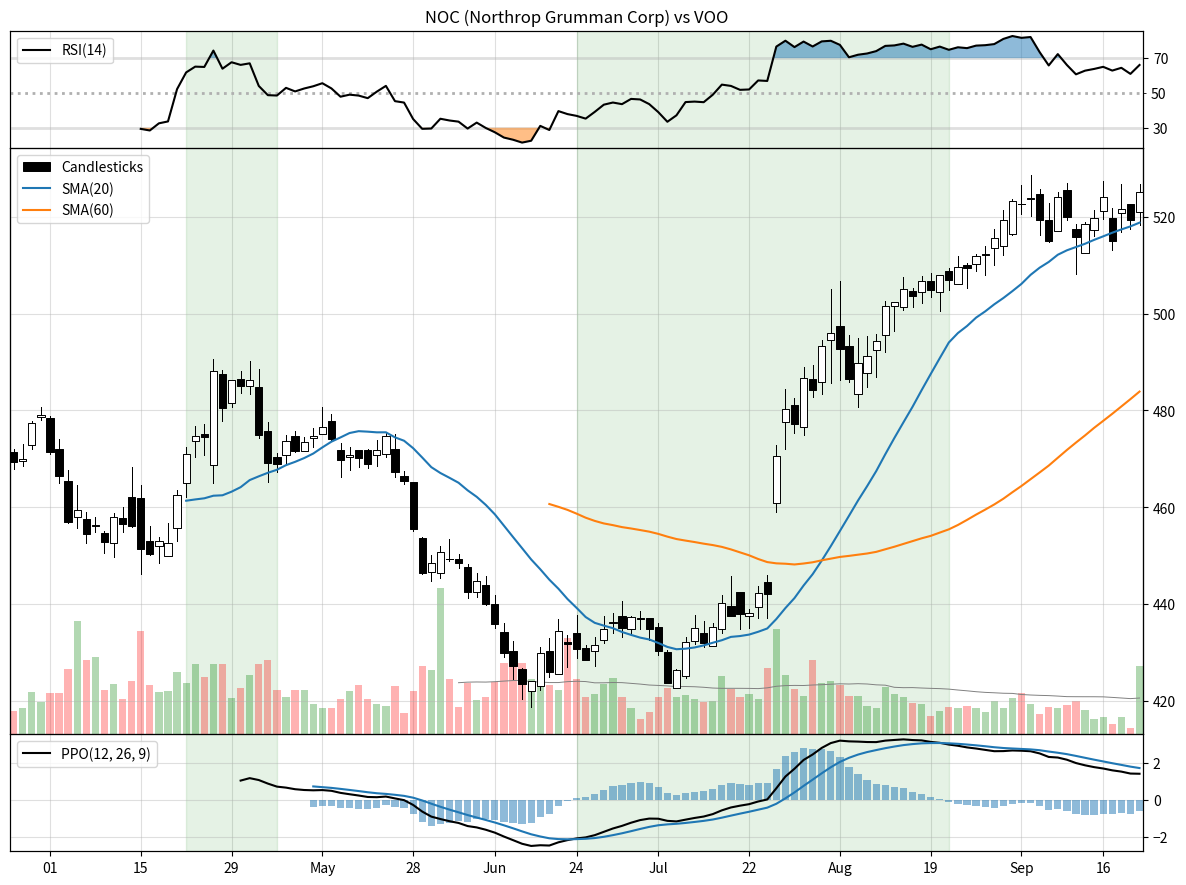 NOC (Northrop Grumman Corp) vs VOO
RSI(14)
70
50
30
Candlesticks
SMA(20)
SMA(60)
520
500
480
460
440
420
PPO(12, 26, 9)
2
0
−2
01 15 29 May 28 Jun 24 Jul 22 Aug 19 Sep 16